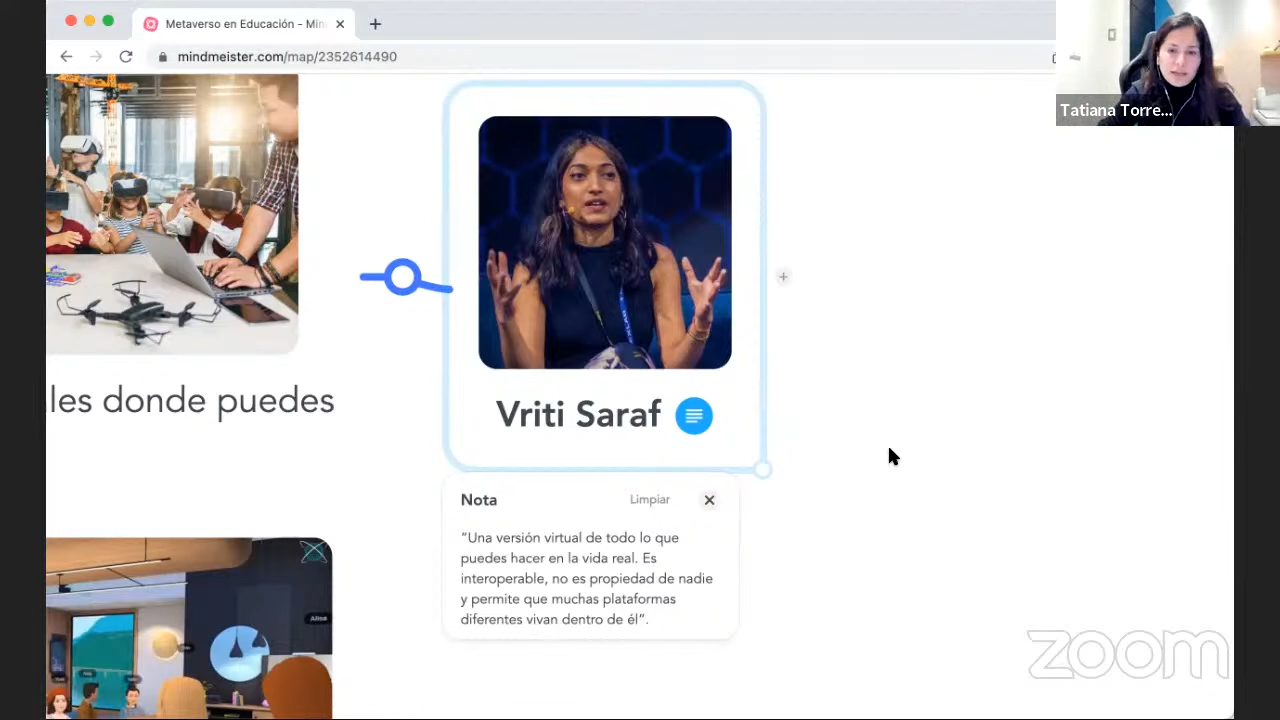 Metaverso en Educación - Min
mindmeister.com/map/2352614490
Tatiana Torre...
les donde puedes
Vriti Saraf
Nota
Limpiar
“Una versión virtual de todo lo que
puedes hacer en la vida real. Es
interoperable, no es propiedad de nadie
y permite que muchas plataformas
diferentes vivan dentro de él”.
zoom